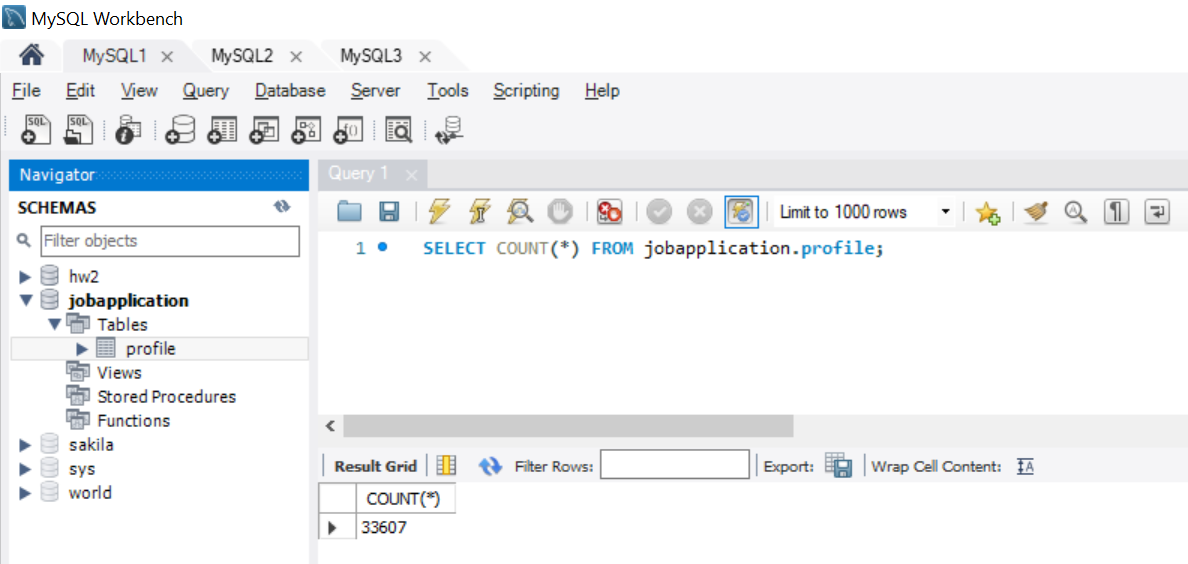 MySQL Workbench
MySQL1 MySQL2 MySQL3
File Edit View Query Database Server Tools Scripting Help
SQL SQL
Navigator
Query 1
SCHEMAS
Limit to 1000 rows
Filter objects
1 SELECT COUNT(*) FROM jobapplication.profile;
hw2
jobapplication
Tables
profile
Views
Stored Procedures
Functions
sakila
sys
world
Result Grid Filter Rows: Export: Wrap Cell Content:
COUNT(*)
33607